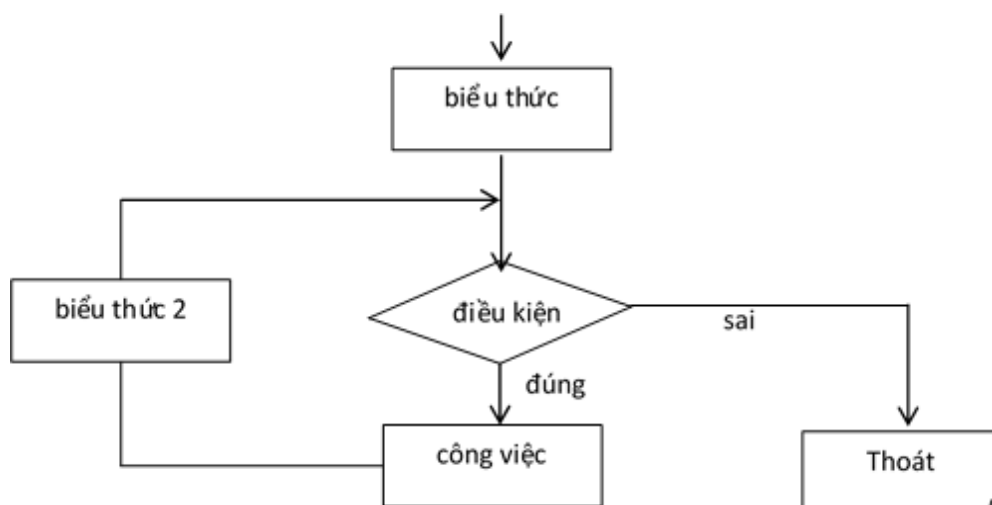 biểu thức
biểu thức 2
điều kiện
sai
đúng
công việc
Thoát